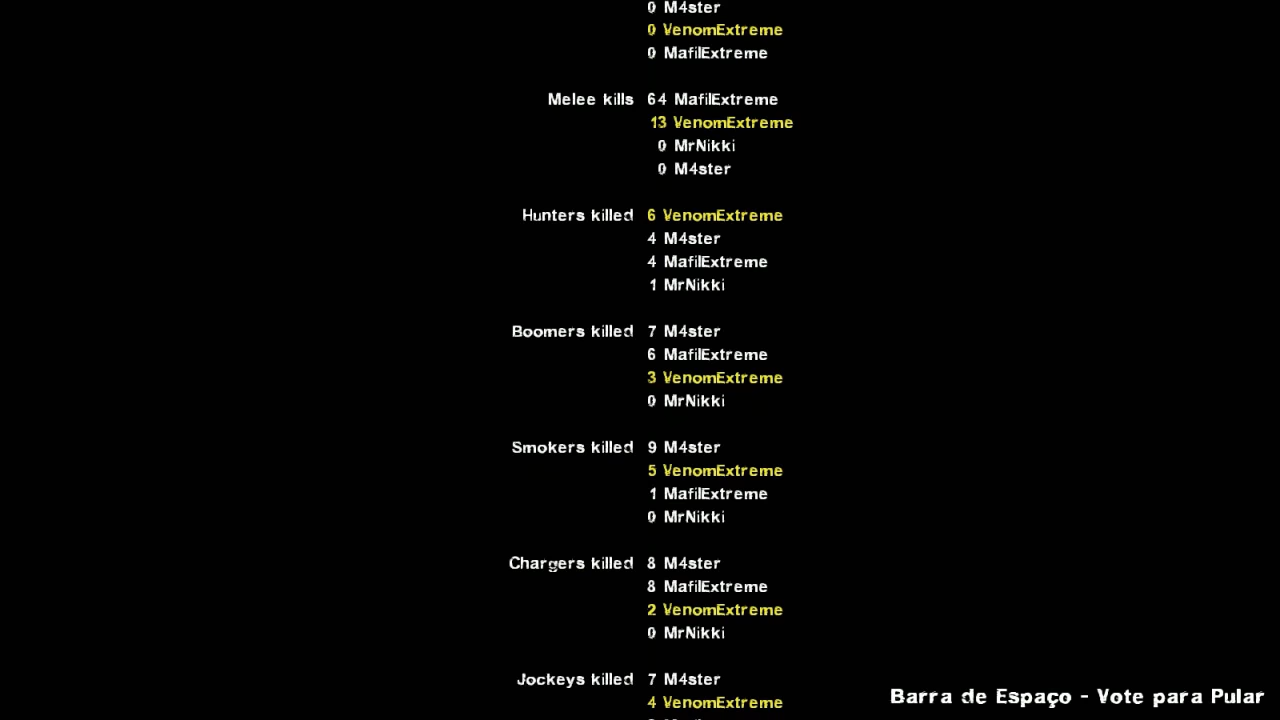 0 M4ster
0 VenomExtreme
0 MafilExtreme
Melee kills 64 MafilExtreme
13 VenomExtreme
0 MrNikki
0 M4ster
Hunters killed 6 VenomExtreme
4 M4ster
4 MafilExtreme
1 MrNikki
Boomers killed 7 M4ster
6 MafilExtreme
3 VenomExtreme
0 MrNikki
Smokers killed 9 M4ster
5 VenomExtreme
1 MafilExtreme
0 MrNikki
Chargers killed 8 M4ster
8 MafilExtreme
2 VenomExtreme
0 MrNikki
Jockeys killed 7 M4ster
4 VenomExtreme
Barra de Espaço - Vote para Pular